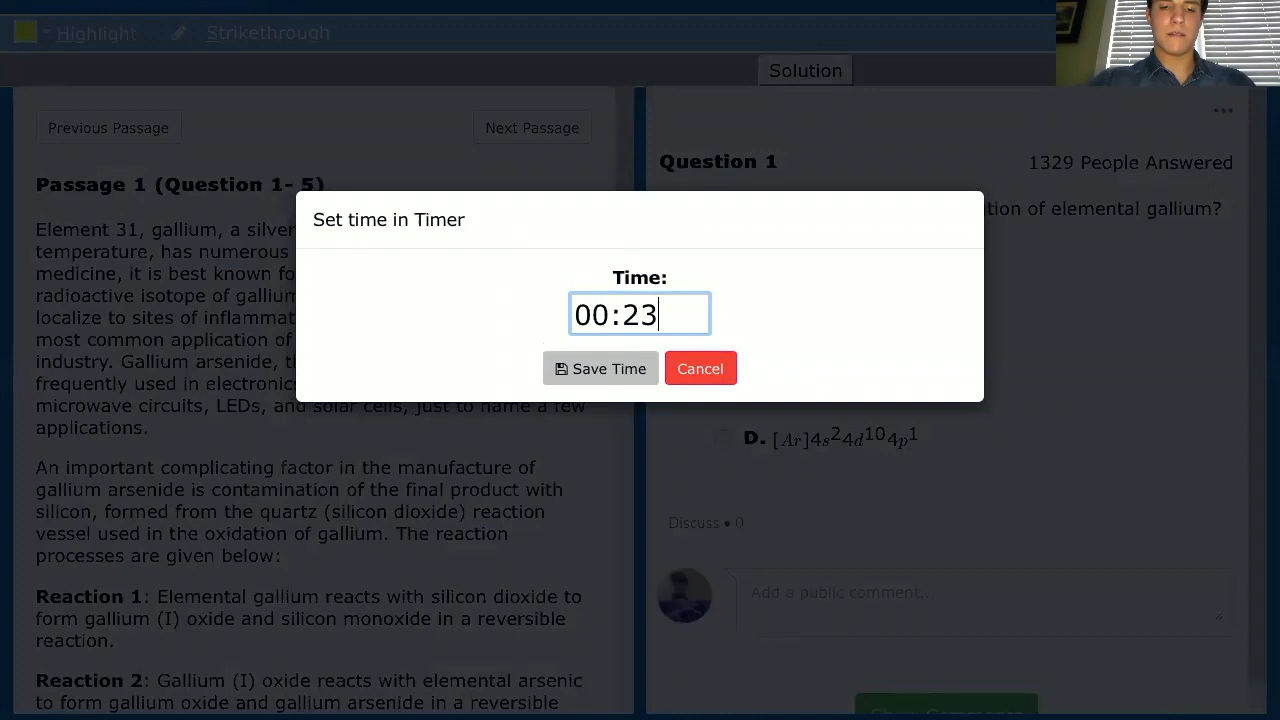 Highlight
Strikethrough
Solution
Previous Passage
Next Passage
Passage 1 (Question 1- 5)
Element 31, gallium, a silver
temperature, has numerous
medicine, it is best known fo
radioactive isotope of gallium
localize to sites of inflammat
most common application of
industry. Gallium arsenide, th
frequently used in electronics
microwave circuits, LEDs, and solar cells, just to name a few
applications.
An important complicating factor in the manufacture of
gallium arsenide is contamination of the final product with
silicon, formed from the quartz (silicon dioxide) reaction
vessel used in the oxidation of gallium. The reaction
processes are given below:
Reaction 1: Elemental gallium reacts with silicon dioxide to
form gallium (I) oxide and silicon monoxide in a reversible
reaction.
Reaction 2: Gallium (I) oxide reacts with elemental arsenic
to form gallium oxide and gallium arsenide in a reversible
Set time in Timer
Time:
00:23
Save Time
Cancel
Question 1
1329 People Answered
tion of elemental gallium?
D. [Ar]4s²4d¹⁰4p¹
Discuss • 0
Add a public comment..
Show Comments